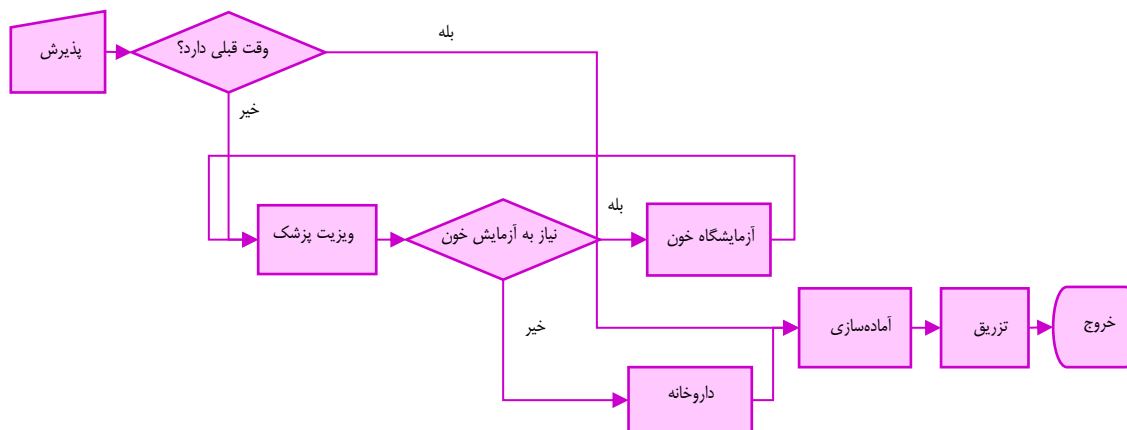 پذیرش
وقت قبلی دارد؟
بله
خیر
ویزیت پزشک
نیاز به آزمایش خون
بله
آزمایشگاه خون
خیر
داروخانه
آماده‌سازی
تزریق
خروج